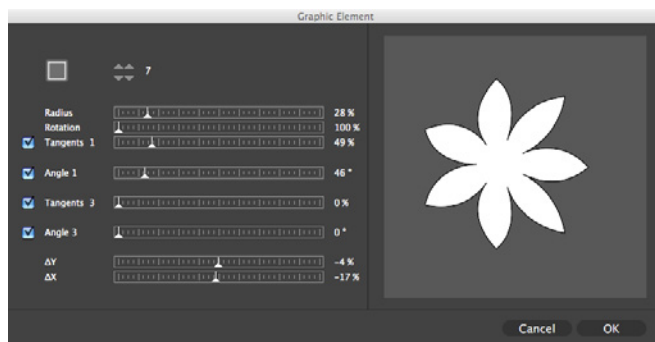 Graphic Element
7
Radius 28 %
Rotation 100 %
Tangents 1 49 %
Angle 1 46 °
Tangents 3 0 %
Angle 3 0 °
ΔY -4 %
ΔX -17 %
Cancel OK